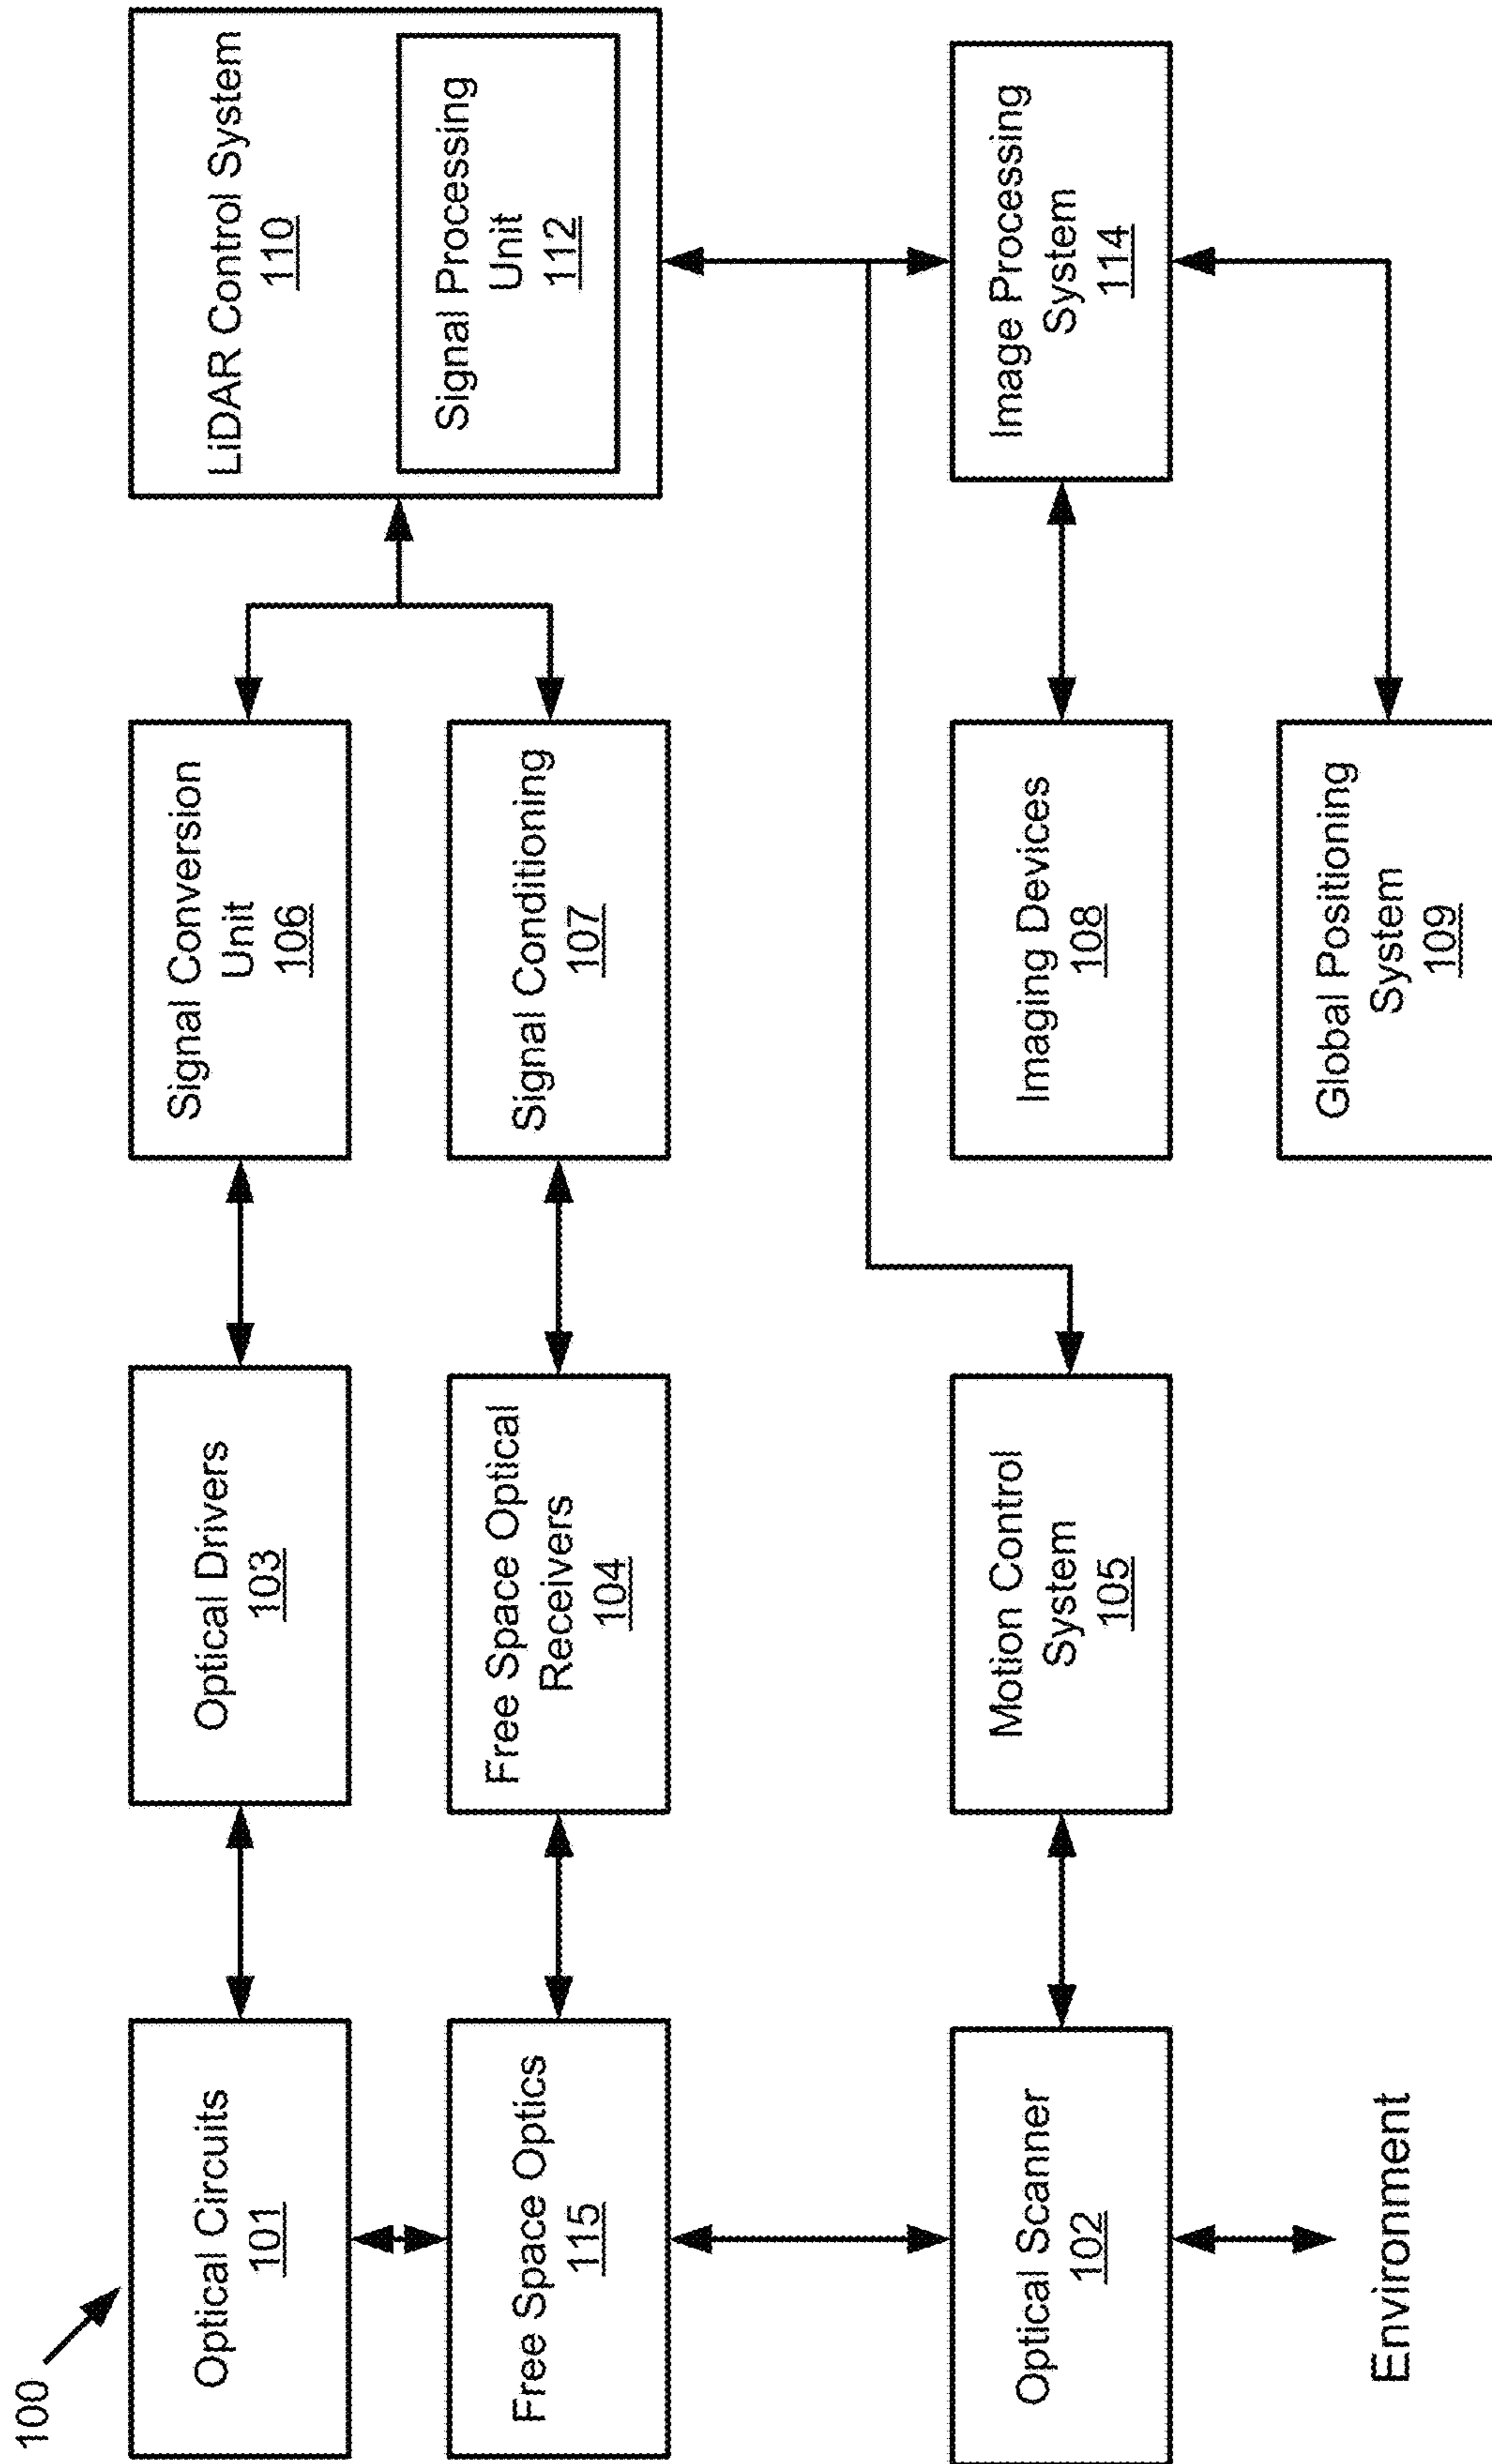 100
Optical Circuits
101
Optical Drivers
103
Signal Conversion
Unit
106
LiDAR Control System
110
Signal Processing
Unit
112
Free Space Optics
115
Free Space Optical
Receivers
104
Signal Conditioning
107
Optical Scanner
102
Motion Control
System
105
Imaging Devices
108
Image Processing
System
114
Environment
Global Positioning
System
109